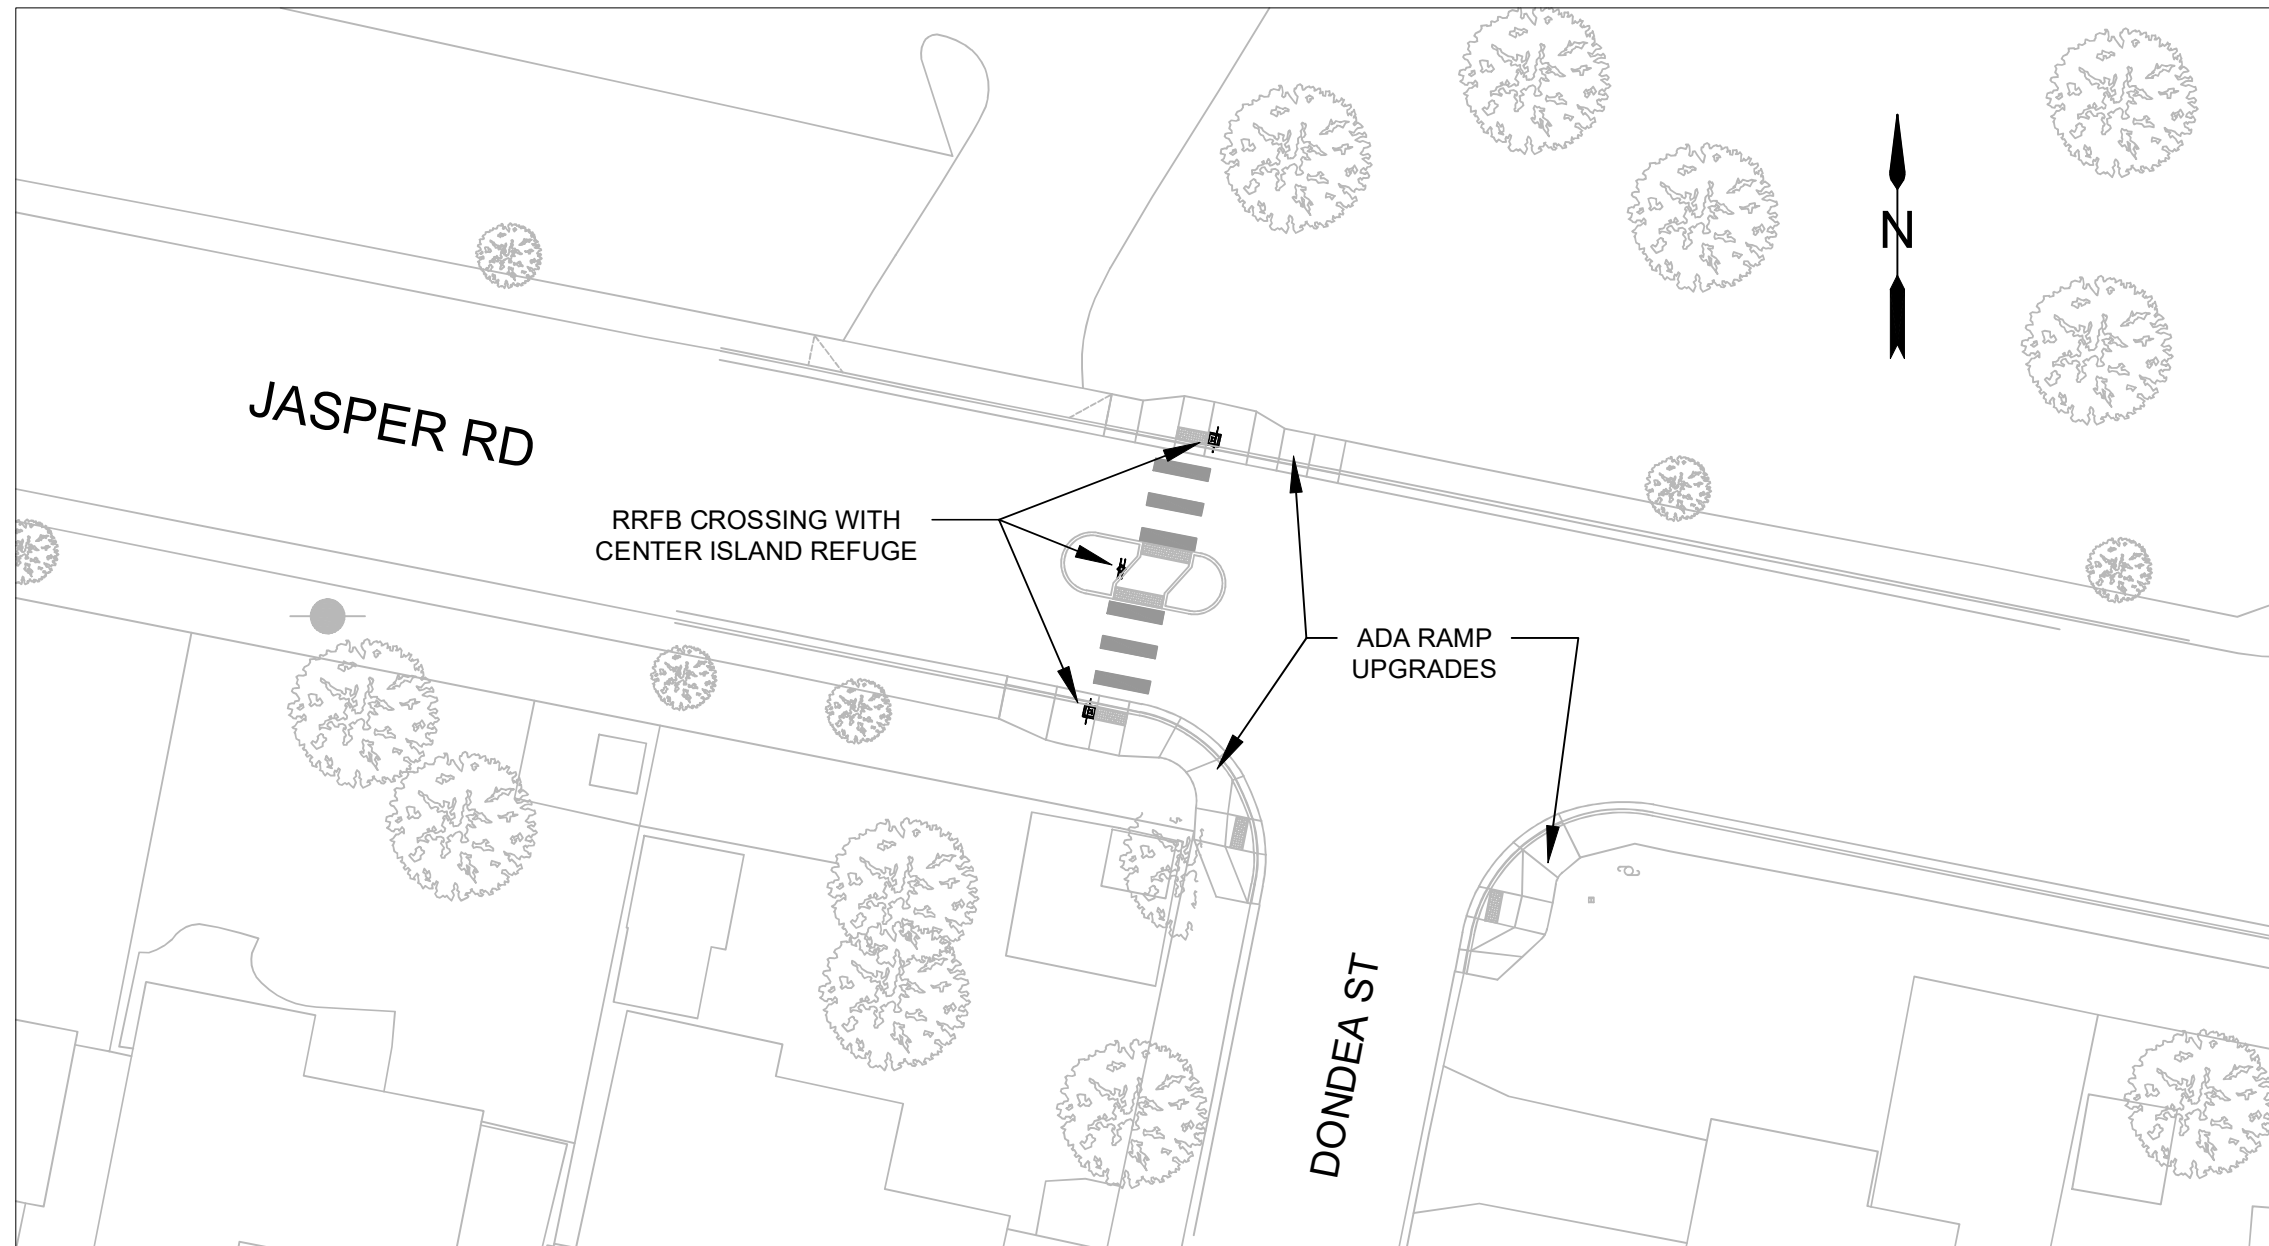 N
JASPER RD
RRFB CROSSING WITH
CENTER ISLAND REFUGE
ADA RAMP
UPGRADES
DONDEA ST